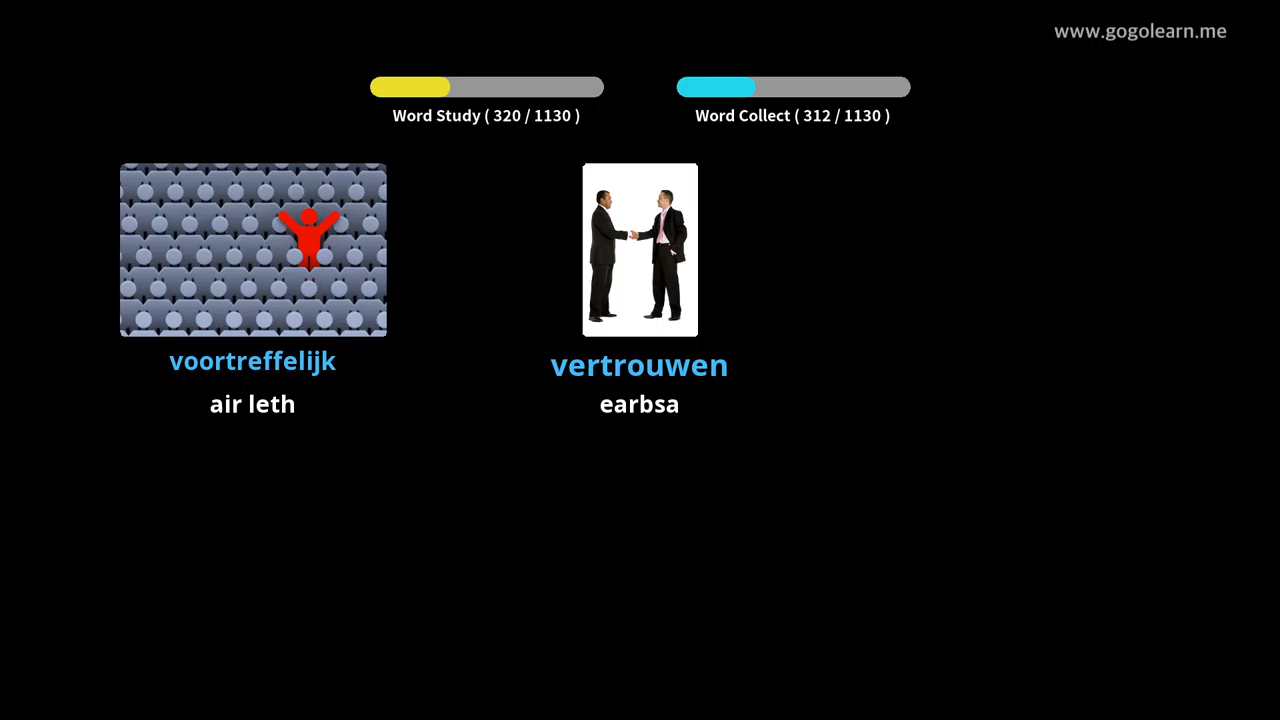 www.gogolearn.me
Word Study ( 320 / 1130 )
Word Collect ( 312 / 1130 )
voortreffelijk
air leth
vertrouwen
earbsa